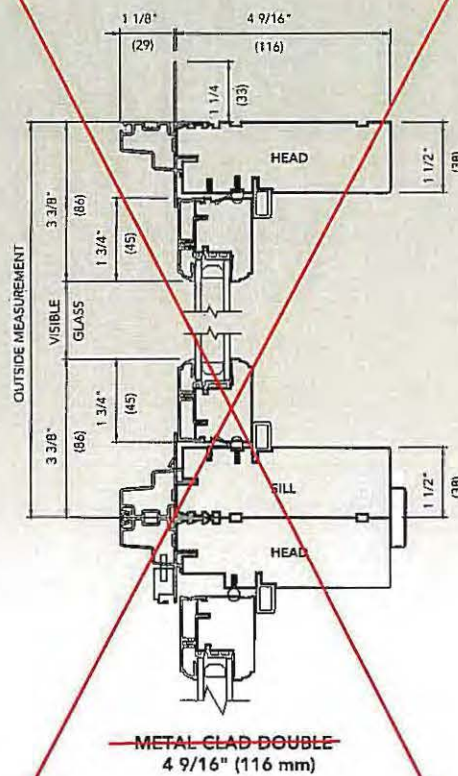 1 1/8"
4 9/16"
(29)
(116)
1 1/4
(33)
HEAD
1 1/2"
(38)
3 3/8"
(86)
1 3/4"
(45)
OUTSIDE MEASUREMENT
VISIBLE
GLASS
3 3/8"
(86)
1 3/4"
(45)
SILL
1 1/2"
(38)
HEAD
METAL CLAD DOUBLE
4 9/16" (116 mm)